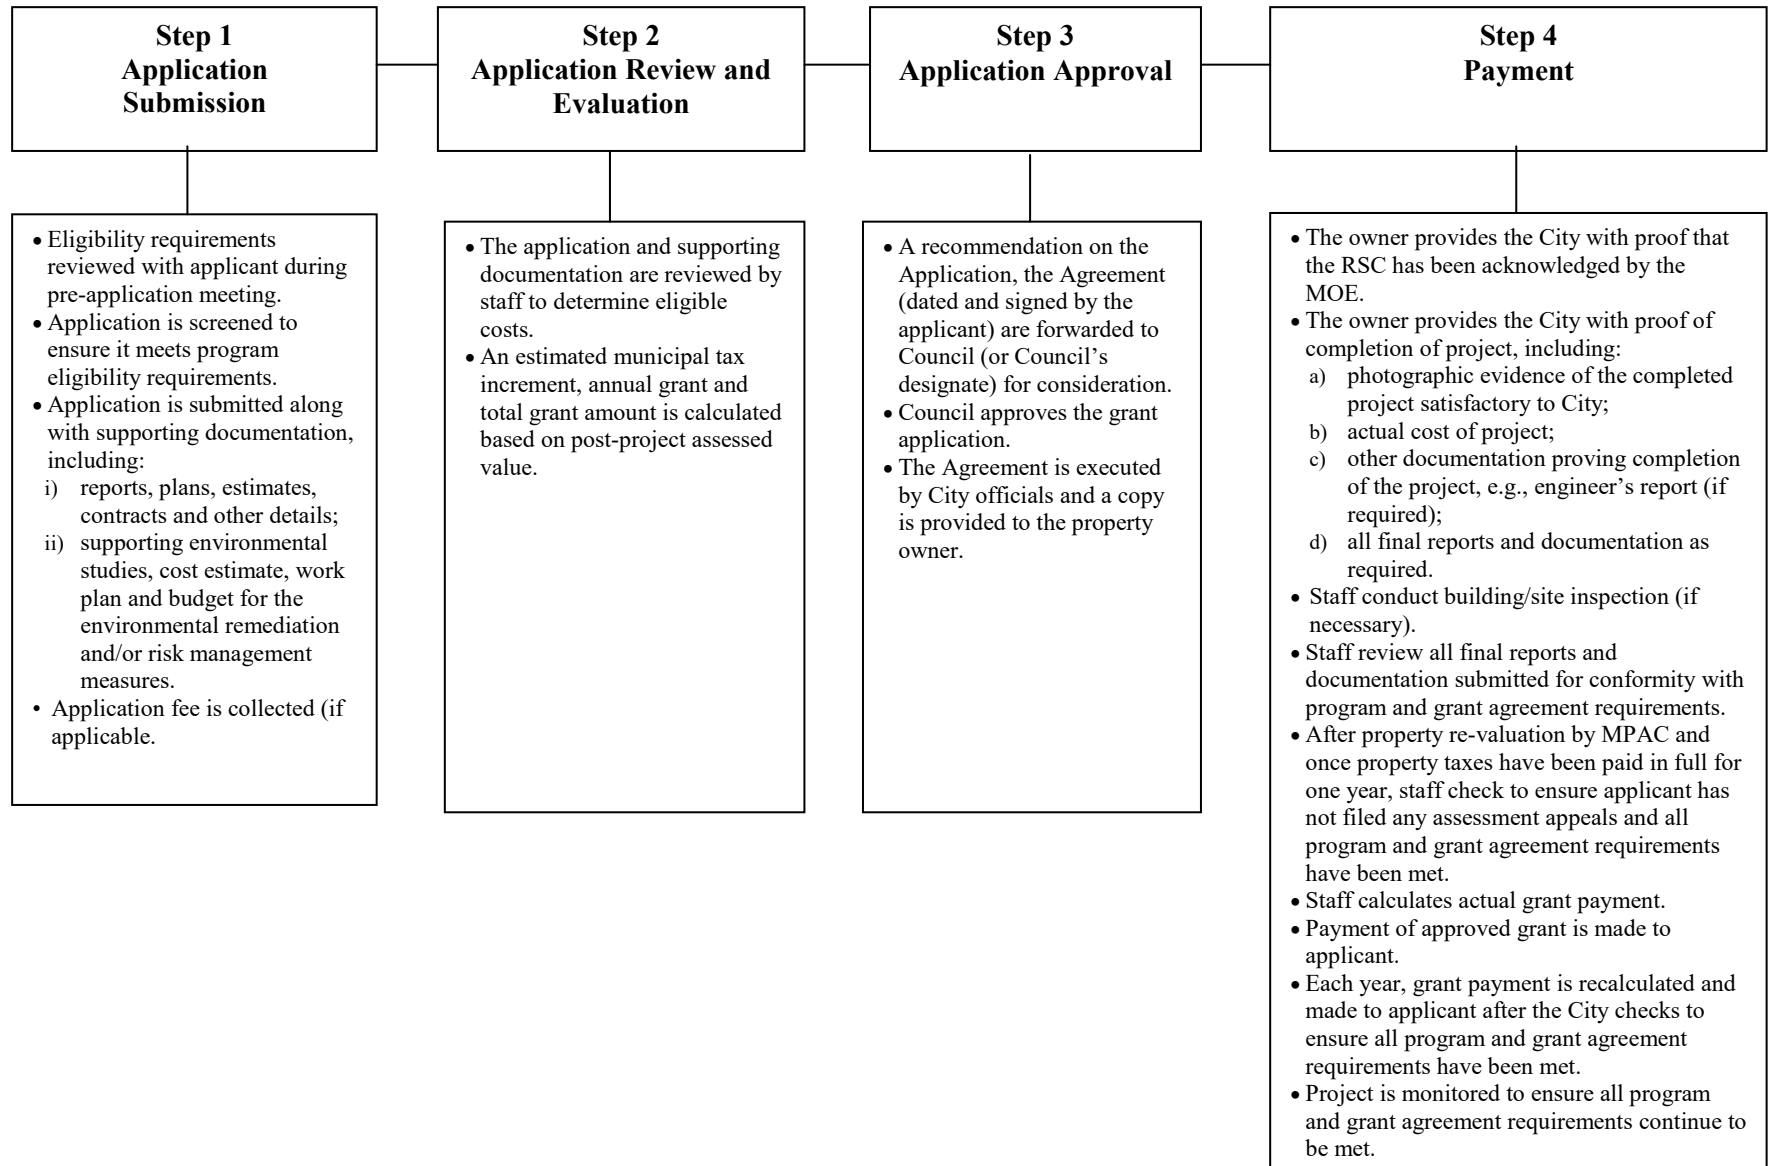 Step 1
Application
Submission
Step 2
Application Review and
Evaluation
Step 3
Application Approval
Step 4
Payment
• Eligibility requirements
reviewed with applicant during
pre-application meeting.
• Application is screened to
ensure it meets program
eligibility requirements.
• Application is submitted along
with supporting documentation,
including:
i) reports, plans, estimates,
contracts and other details;
ii) supporting environmental
studies, cost estimate, work
plan and budget for the
environmental remediation
and/or risk management
measures.
• Application fee is collected (if
applicable.
• The application and supporting
documentation are reviewed by
staff to determine eligible
costs.
• An estimated municipal tax
increment, annual grant and
total grant amount is calculated
based on post-project assessed
value.
• A recommendation on the
Application, the Agreement
(dated and signed by the
applicant) are forwarded to
Council (or Council’s
designate) for consideration.
• Council approves the grant
application.
• The Agreement is executed
by City officials and a copy
is provided to the property
owner.
• The owner provides the City with proof that
the RSC has been acknowledged by the
MOE.
• The owner provides the City with proof of
completion of project, including:
a) photographic evidence of the completed
project satisfactory to City;
b) actual cost of project;
c) other documentation proving completion
of the project, e.g., engineer’s report (if
required);
d) all final reports and documentation as
required.
• Staff conduct building/site inspection (if
necessary).
• Staff review all final reports and
documentation submitted for conformity with
program and grant agreement requirements.
• After property re-valuation by MPAC and
once property taxes have been paid in full for
one year, staff check to ensure applicant has
not filed any assessment appeals and all
program and grant agreement requirements
have been met.
• Staff calculates actual grant payment.
• Payment of approved grant is made to
applicant.
• Each year, grant payment is recalculated and
made to applicant after the City checks to
ensure all program and grant agreement
requirements have been met.
• Project is monitored to ensure all program
and grant agreement requirements continue to
be met.